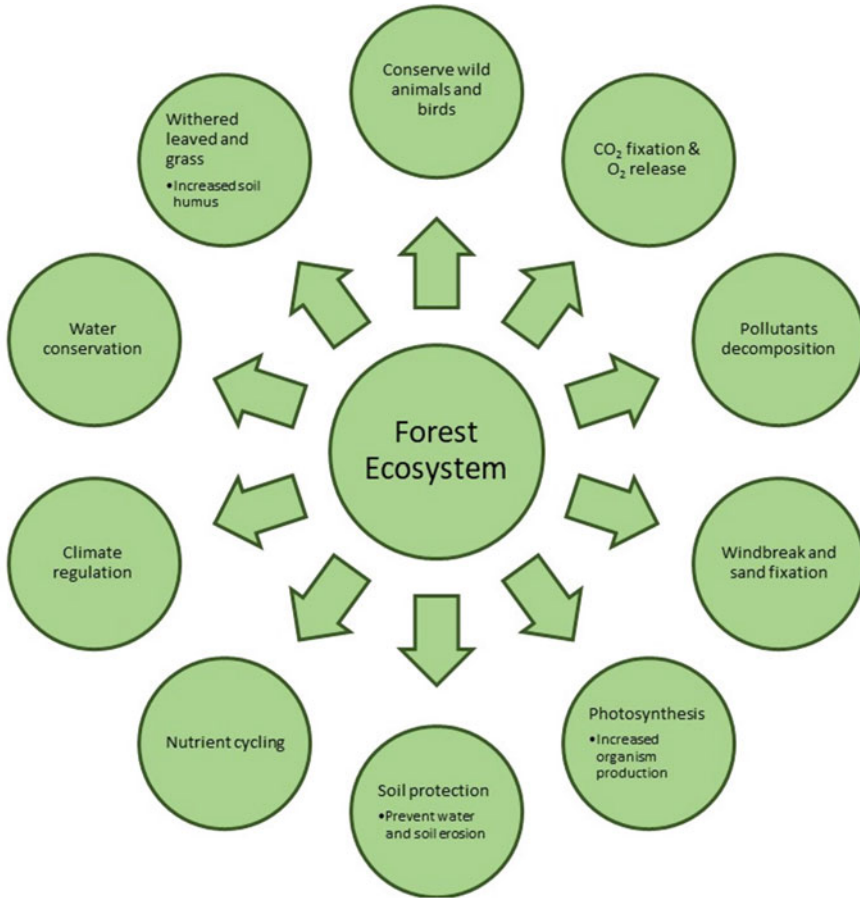 Conserve wild
animals and
birds
CO₂ fixation &
O₂ release
Pollutants
decomposition
Windbreak and
sand fixation
Photosynthesis
•Increased
organism
production
Soil protection
•Prevent water
and soil erosion
Nutrient cycling
Climate
regulation
Water
conservation
Withered
leaved and
grass
•Increased soil
humus
Forest
Ecosystem